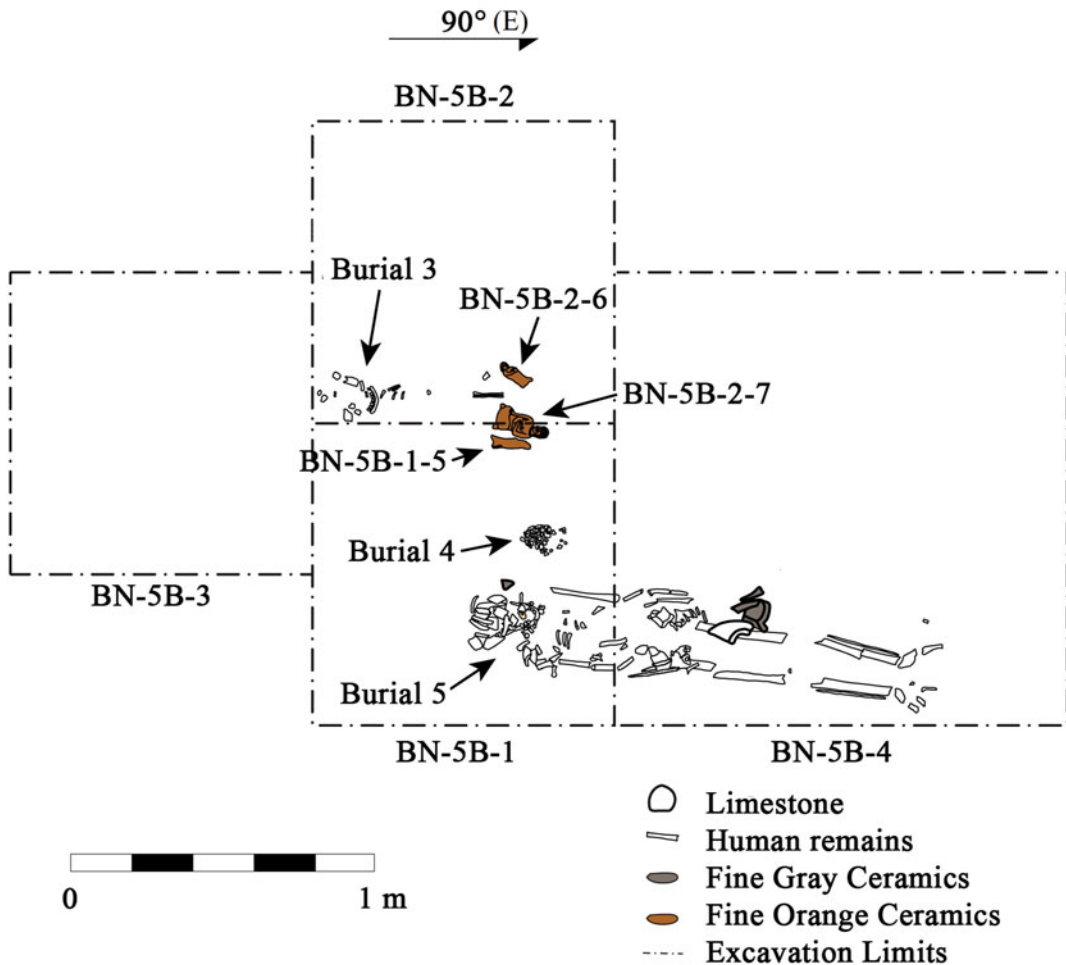 90° (E)
BN-5B-2
Burial 3
BN-5B-2-6
BN-5B-2-7
BN-5B-1-5
Burial 4
BN-5B-3
Burial 5
BN-5B-1
BN-5B-4
Limestone
Human remains
Fine Gray Ceramics
Fine Orange Ceramics
Excavation Limits
0
1 m